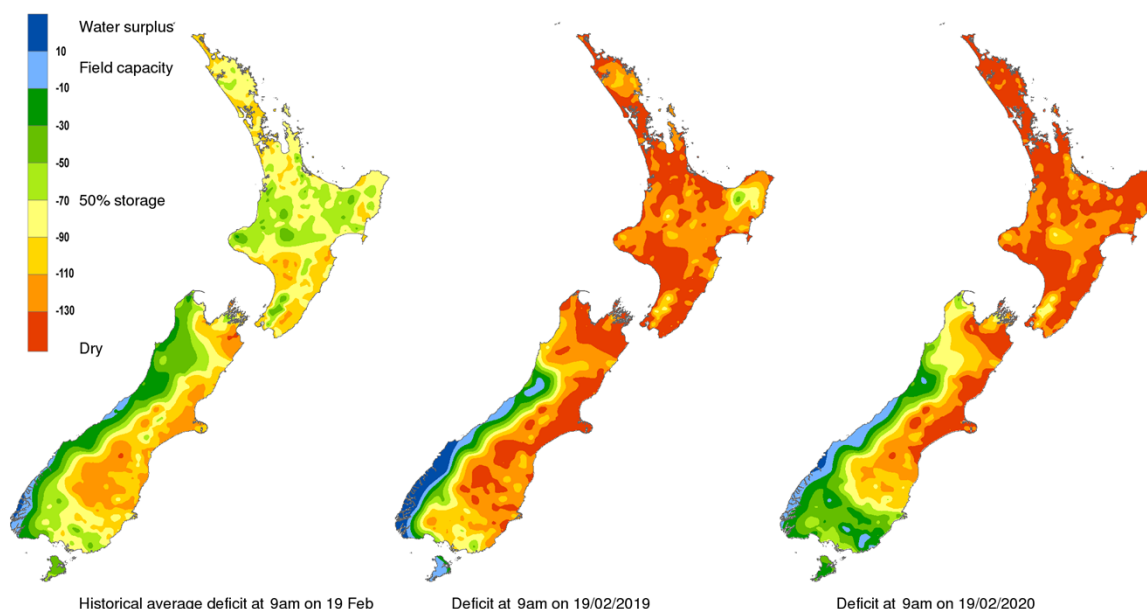 Water surplus
10
Field capacity
-10
-30
-50
-70
50% storage
-90
-110
-130
Dry
Historical average deficit at 9am on 19 Feb
Deficit at 9am on 19/02/2019
Deficit at 9am on 19/02/2020